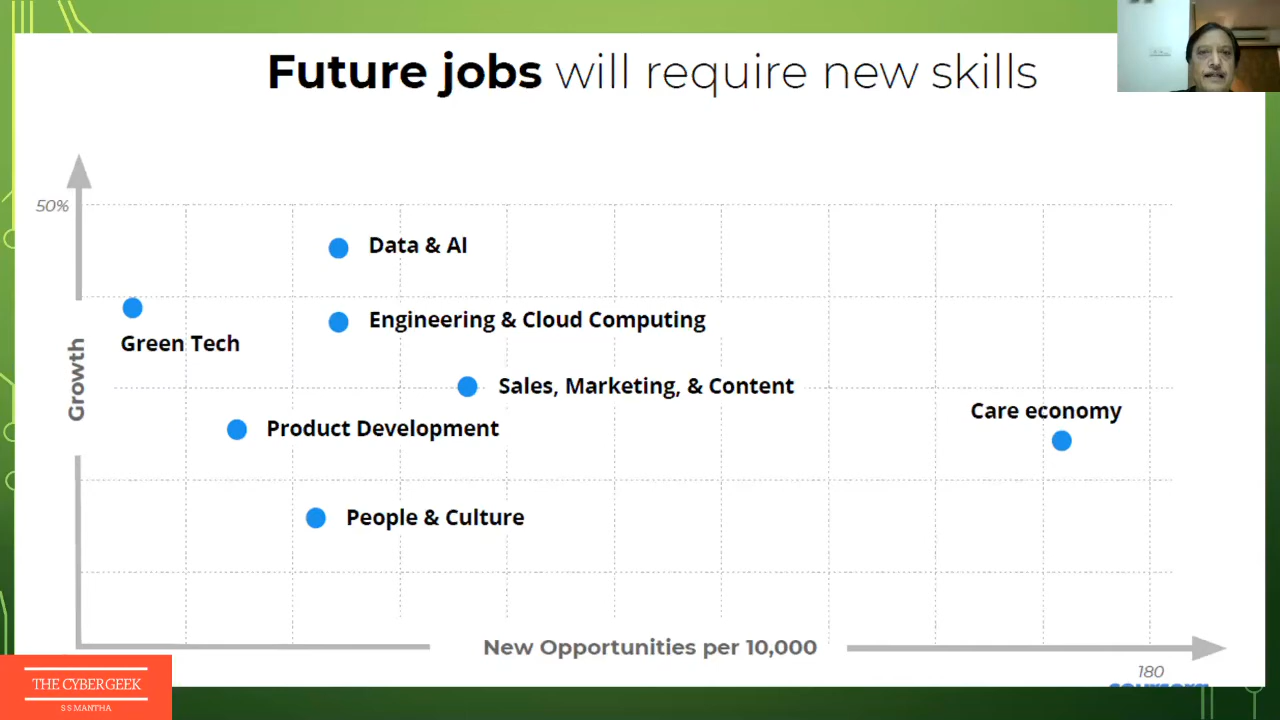 Future jobs will require new skills
50%
Data & AI
Engineering & Cloud Computing
Green Tech
Growth
Sales, Marketing, & Content
Care economy
Product Development
People & Culture
New Opportunities per 10,000
180
THE CYBERGEEK
S S MANTHA